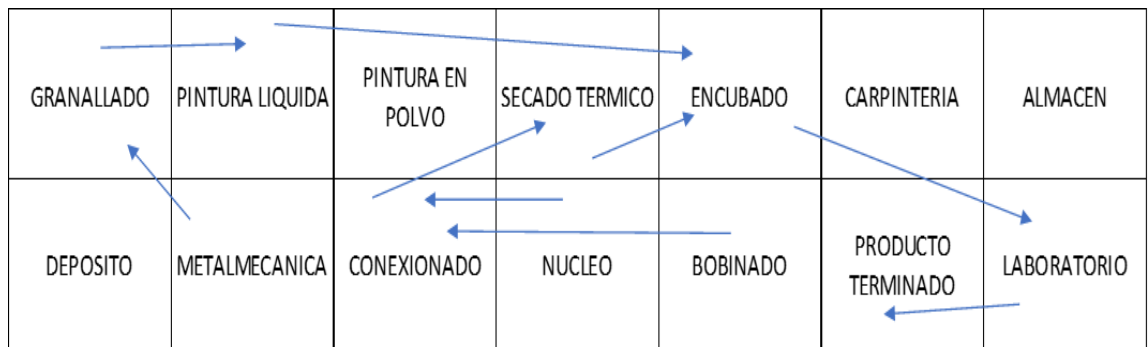 GRANALLADO
PINTURA LIQUIDA
PINTURA EN
POLVO
SECADO TERMICO
ENCUBADO
CARPINTERIA
ALMACEN
DEPOSITO
METALMECANICA
CONEXIONADO
NUCLEO
BOBINADO
PRODUCTO
TERMINADO
LABORATORIO